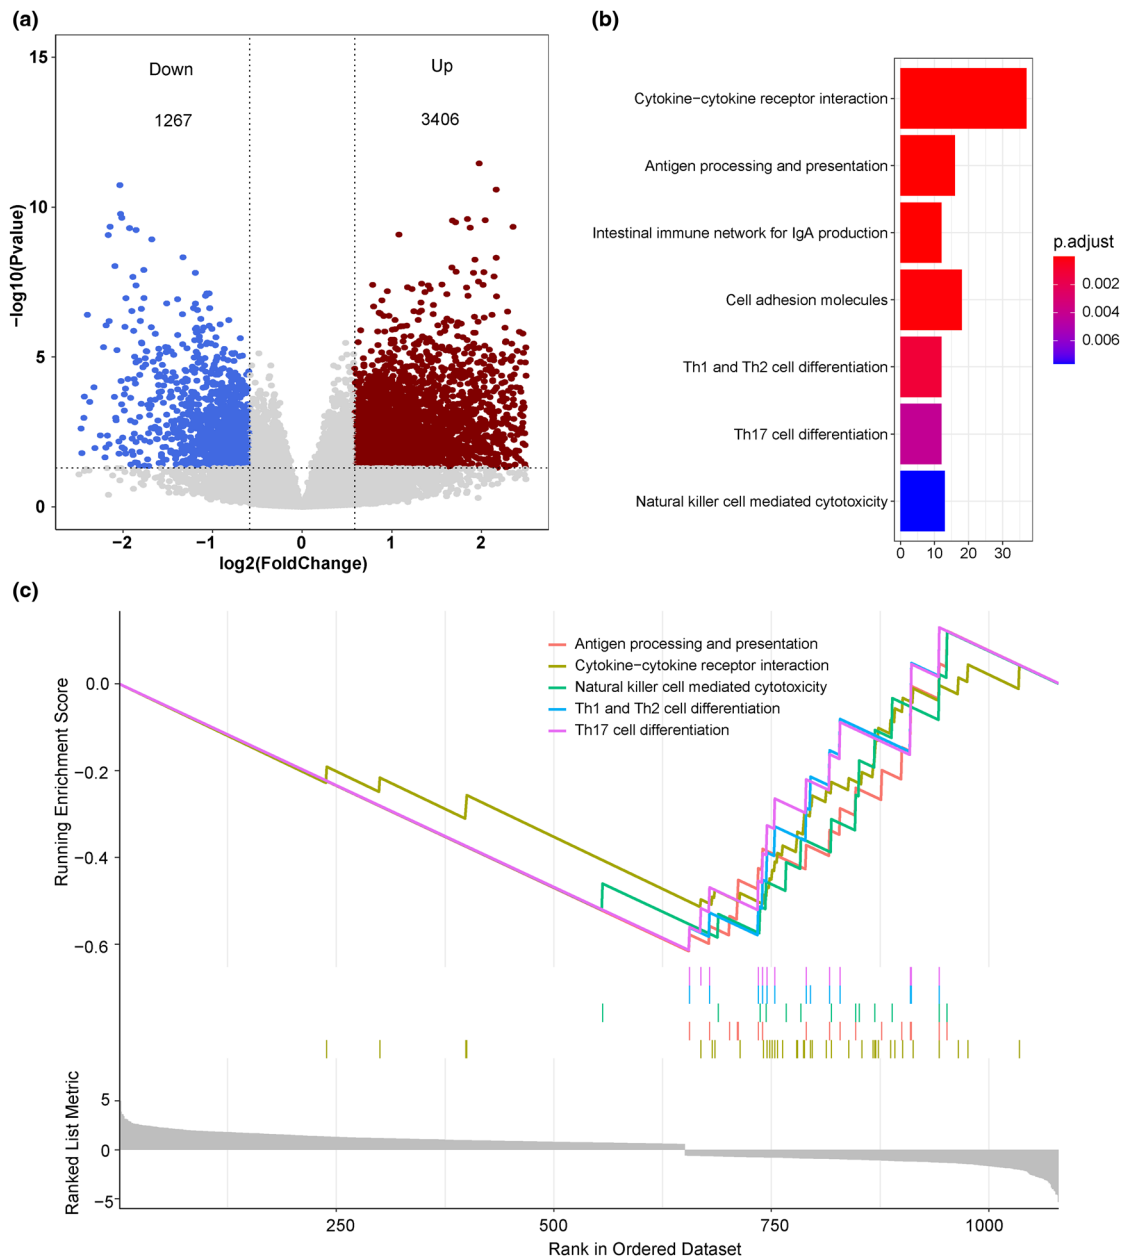 (a)
15
10
5
0
−log10(Pvalue)
Down
1267
Up
3406
−2
−1
0
1
2
log2(FoldChange)
(b)
Cytokine−cytokine receptor interaction
Antigen processing and presentation
Intestinal immune network for IgA production
Cell adhesion molecules
Th1 and Th2 cell differentiation
Th17 cell differentiation
Natural killer cell mediated cytotoxicity
0
10
20
30
p.adjust
0.002
0.004
0.006
(c)
Running Enrichment Score
0.0
−0.2
−0.4
−0.6
Antigen processing and presentation
Cytokine−cytokine receptor interaction
Natural killer cell mediated cytotoxicity
Th1 and Th2 cell differentiation
Th17 cell differentiation
Ranked List Metric
5
0
−5
250
500
750
1000
Rank in Ordered Dataset